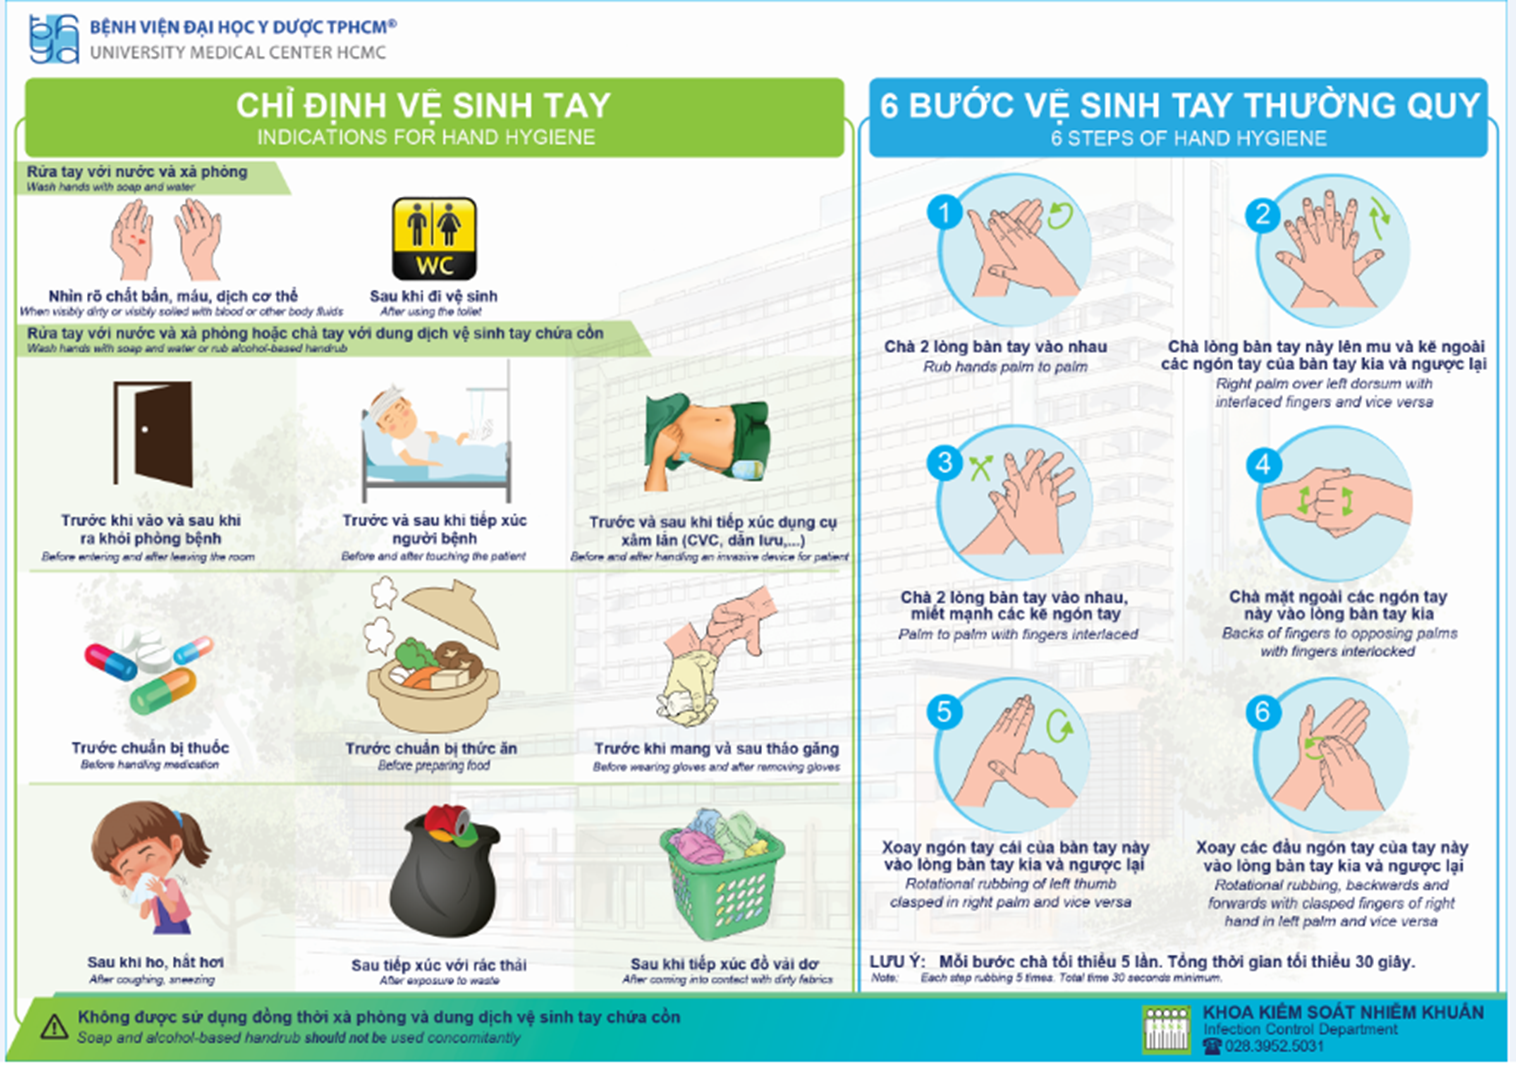 BỆNH VIỆN ĐẠI HỌC Y DƯỢC TPHCM®
UNIVERSITY MEDICAL CENTER HCMC
CHỈ ĐỊNH VỆ SINH TAY
INDICATIONS FOR HAND HYGIENE
Rửa tay với nước và xà phòng
Wash hands with soap and water
Nhìn rõ chất bẩn, máu, dịch cơ thể
When visibly dirty or visibly soiled with blood or other body fluids
WC
Sau khi đi vệ sinh
After using the toilet
Rửa tay với nước và xà phòng hoặc chà tay với dung dịch vệ sinh tay chứa cồn
Wash hands with soap and water or rub alcohol-based handrub
Trước khi vào và sau khi
ra khỏi phòng bệnh
Before entering and after leaving the room
Trước và sau khi tiếp xúc
người bệnh
Before and after touching the patient
Trước và sau khi tiếp xúc dụng cụ
xâm lấn (CVC, dẫn lưu,...)
Before and after handling an invasive device for patient
Trước chuẩn bị thuốc
Before handling medication
Trước chuẩn bị thức ăn
Before preparing food
Trước khi mang và sau tháo găng
Before wearing gloves and after removing gloves
Sau khi ho, hắt hơi
After coughing, sneezing
Sau tiếp xúc với rác thải
After exposure to waste
Sau khi tiếp xúc đồ vải dơ
After coming into contact with dirty fabrics
6 BƯỚC VỆ SINH TAY THƯỜNG QUY
6 STEPS OF HAND HYGIENE
1
Chà 2 lòng bàn tay vào nhau
Rub hands palm to palm
2
Chà lòng bàn tay này lên mu và kẽ ngoài
các ngón tay của bàn tay kia và ngược lại
Right palm over left dorsum with
interlaced fingers and vice versa
3
Chà 2 lòng bàn tay vào nhau,
miết mạnh các kẽ ngón tay
Palm to palm with fingers interlaced
4
Chà mặt ngoài các ngón tay
này vào lòng bàn tay kia
Backs of fingers to opposing palms
with fingers interlocked
5
Xoay ngón tay cái của bàn tay này
vào lòng bàn tay kia và ngược lại
Rotational rubbing of left thumb
clasped in right palm and vice versa
6
Xoay các đầu ngón tay của tay này
vào lòng bàn tay kia và ngược lại
Rotational rubbing, backwards and
forwards with clasped fingers of right
hand in left palm and vice versa
LƯU Ý: Mỗi bước chà tối thiểu 5 lần. Tổng thời gian tối thiểu 30 giây.
Note: Each step rubbing 5 times. Total time 30 seconds minimum.
Không được sử dụng đồng thời xà phòng và dung dịch vệ sinh tay chứa cồn
Soap and alcohol-based handrub should not be used concomitantly
KHOA KIỂM SOÁT NHIỄM KHUẨN
Infection Control Department
028.3952.5031